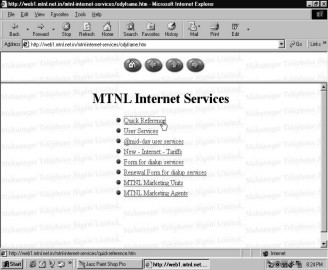 http://web1.mtnl.net.in/mtnl-internet-services/odyframe.htm - Microsoft Internet Explorer
File Edit View Favorites Tools Help
Back Forward Stop Refresh Home Search Favorites History Mail Print Edit
Address http://web1.mtnl.net.in/mtnl-internet-services/odyframe.htm Go Links »
MTNL Internet Services
Quick Reference
User Services
@mid-day user services
New - Internet - Tariffs
Form for dialup services
Renewal Form for dialup services
MTNL Marketing Units
MTNL Marketing Agents
http://web1.mtnl.net.in/mtnl-internet-services/quickreference.htm Internet
Start Jasc Paint Shop Pro http://web1.mtnl.net.... 8:24 PM